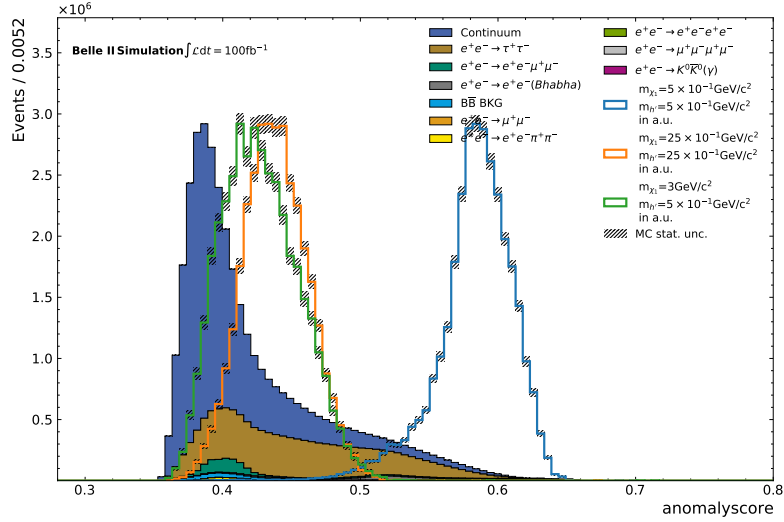 ×10⁶
Belle II Simulation ∫ℒdt = 100fb⁻¹
Events / 0.0052
3.5
3.0
2.5
2.0
1.5
1.0
0.5
0.3 0.4 0.5 0.6 0.7 0.8
anomalyscore
Continuum
e⁺e⁻ → τ⁺τ⁻
e⁺e⁻ → e⁺e⁻μ⁺μ⁻
e⁺e⁻ → e⁺e⁻(Bhabha)
BB̅ BKG
e⁺e⁻ → μ⁺μ⁻
e⁺e⁻ → e⁺e⁻π⁺π⁻
e⁺e⁻ → e⁺e⁻e⁺e⁻
e⁺e⁻ → μ⁺μ⁻μ⁺μ⁻
e⁺e⁻ → K⁰K̅⁰(γ)
m_χ₁=5 × 10⁻¹GeV/c²
m_h′=5 × 10⁻¹GeV/c²
in a.u.
m_χ₁=25 × 10⁻¹GeV/c²
m_h′=25 × 10⁻¹GeV/c²
in a.u.
m_χ₁=3GeV/c²
m_h′=5 × 10⁻¹GeV/c²
in a.u.
MC stat. unc.